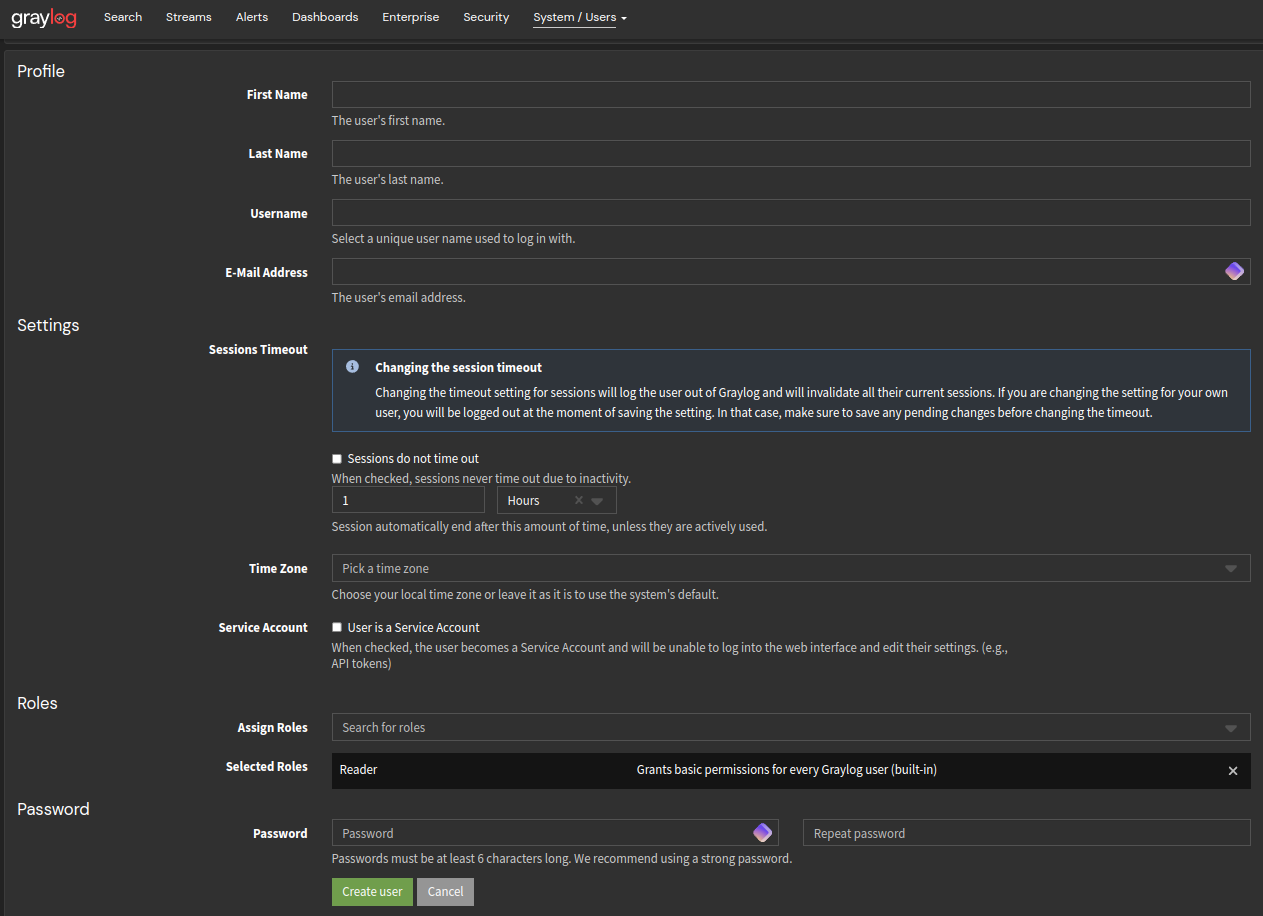 graylog Search Streams Alerts Dashboards Enterprise Security System / Users
Profile
First Name
The user's first name.
Last Name
The user's last name.
Username
Select a unique user name used to log in with.
E-Mail Address
The user's email address.
Settings
Sessions Timeout
Changing the session timeout
Changing the timeout setting for sessions will log the user out of Graylog and will invalidate all their current sessions. If you are changing the setting for your own
user, you will be logged out at the moment of saving the setting. In that case, make sure to save any pending changes before changing the timeout.
Sessions do not time out
When checked, sessions never time out due to inactivity.
1 Hours
Session automatically end after this amount of time, unless they are actively used.
Time Zone Pick a time zone
Choose your local time zone or leave it as it is to use the system's default.
Service Account User is a Service Account
When checked, the user becomes a Service Account and will be unable to log into the web interface and edit their settings. (e.g.,
API tokens)
Roles
Assign Roles Search for roles
Selected Roles Reader Grants basic permissions for every Graylog user (built-in)
Password
Password Password Repeat password
Passwords must be at least 6 characters long. We recommend using a strong password.
Create user Cancel